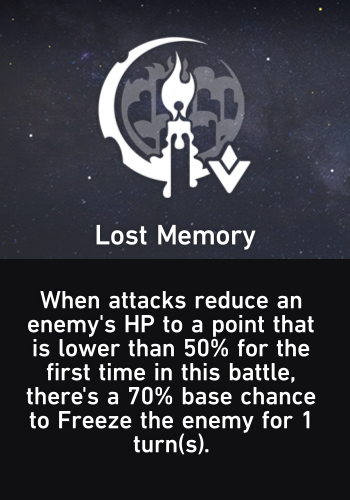 Lost Memory
When attacks reduce an
enemy's HP to a point that
is lower than 50% for the
first time in this battle,
there's a 70% base chance
to Freeze the enemy for 1
turn(s).